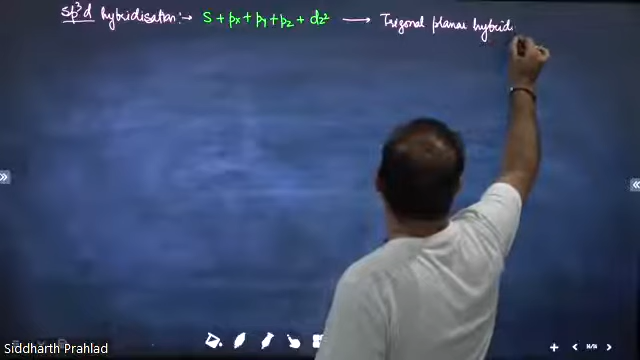 sp³d hybridisation:→ S + px + py + pz + dz² → Trigonal planar hybrid
Siddharth Prahlad